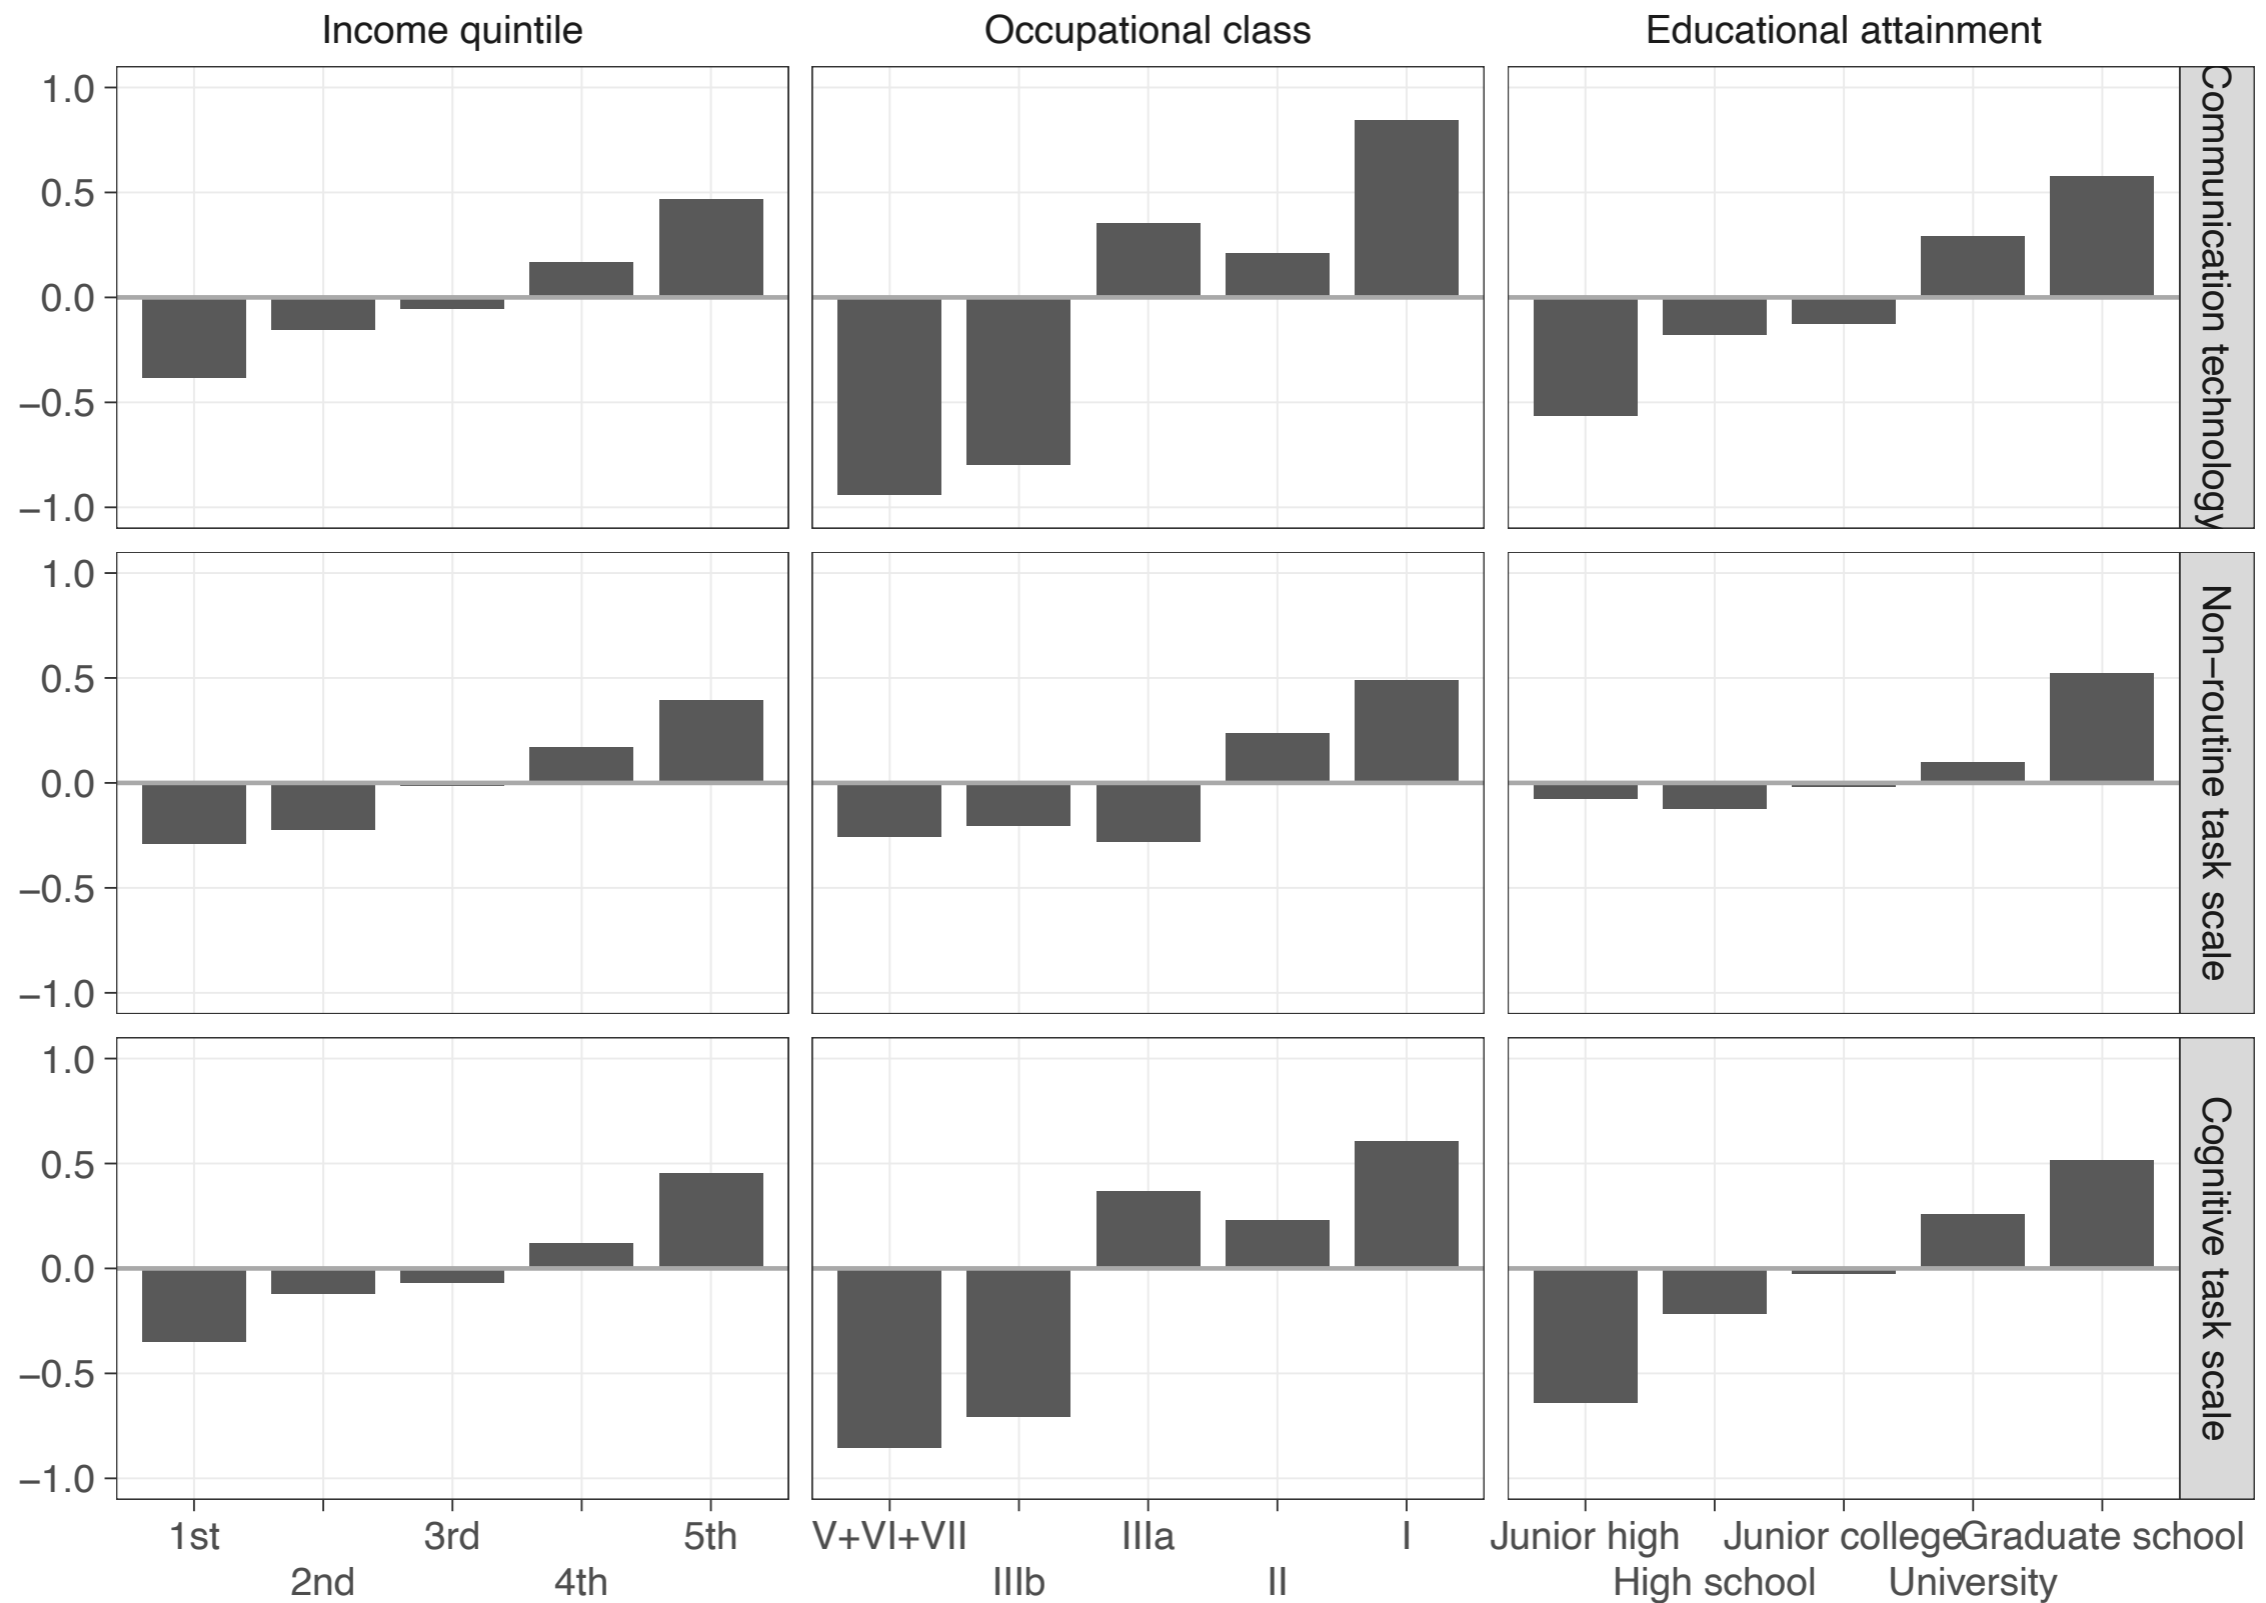 Income quintile
Occupational class
Educational attainment
1.0
0.5
0.0
−0.5
−1.0
Communication technology
1.0
0.5
0.0
−0.5
−1.0
Non−routine task scale
1.0
0.5
0.0
−0.5
−1.0
Cognitive task scale
1st
2nd
3rd
4th
5th
V+VI+VII
IIIb
IIIa
II
I
Junior high
High school
Junior college
University
Graduate school